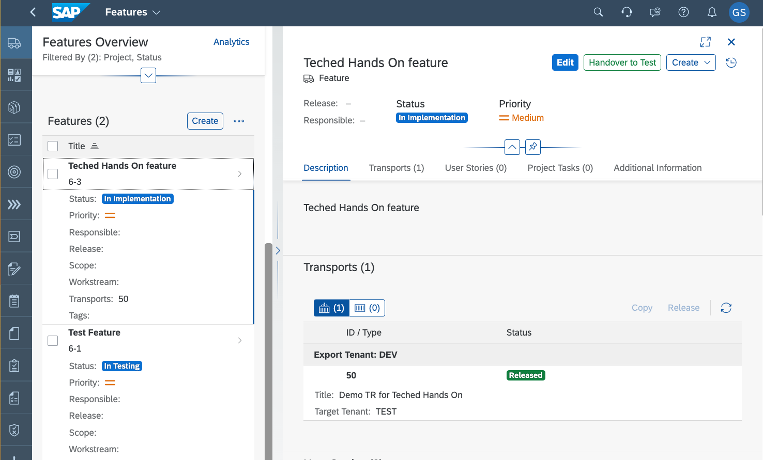 SAP Features GS
Features Overview
Analytics
Filtered By (2): Project, Status
Features (2)
Create
Title
Teched Hands On feature
6-3
Status: In Implementation
Priority:
Responsible:
Release:
Scope:
Workstream:
Transports: 50
Tags:
Test Feature
6-1
Status: In Testing
Priority:
Responsible:
Release:
Scope:
Workstream:
Teched Hands On feature
Edit Handover to Test Create
Feature
Release: –
Responsible: –
Status
In Implementation
Priority
Medium
Description Transports (1) User Stories (0) Project Tasks (0) Additional Information
Teched Hands On feature
Transports (1)
(1) (0) Copy Release
ID / Type Status
Export Tenant: DEV
50 Released
Title: Demo TR for Teched Hands On
Target Tenant: TEST